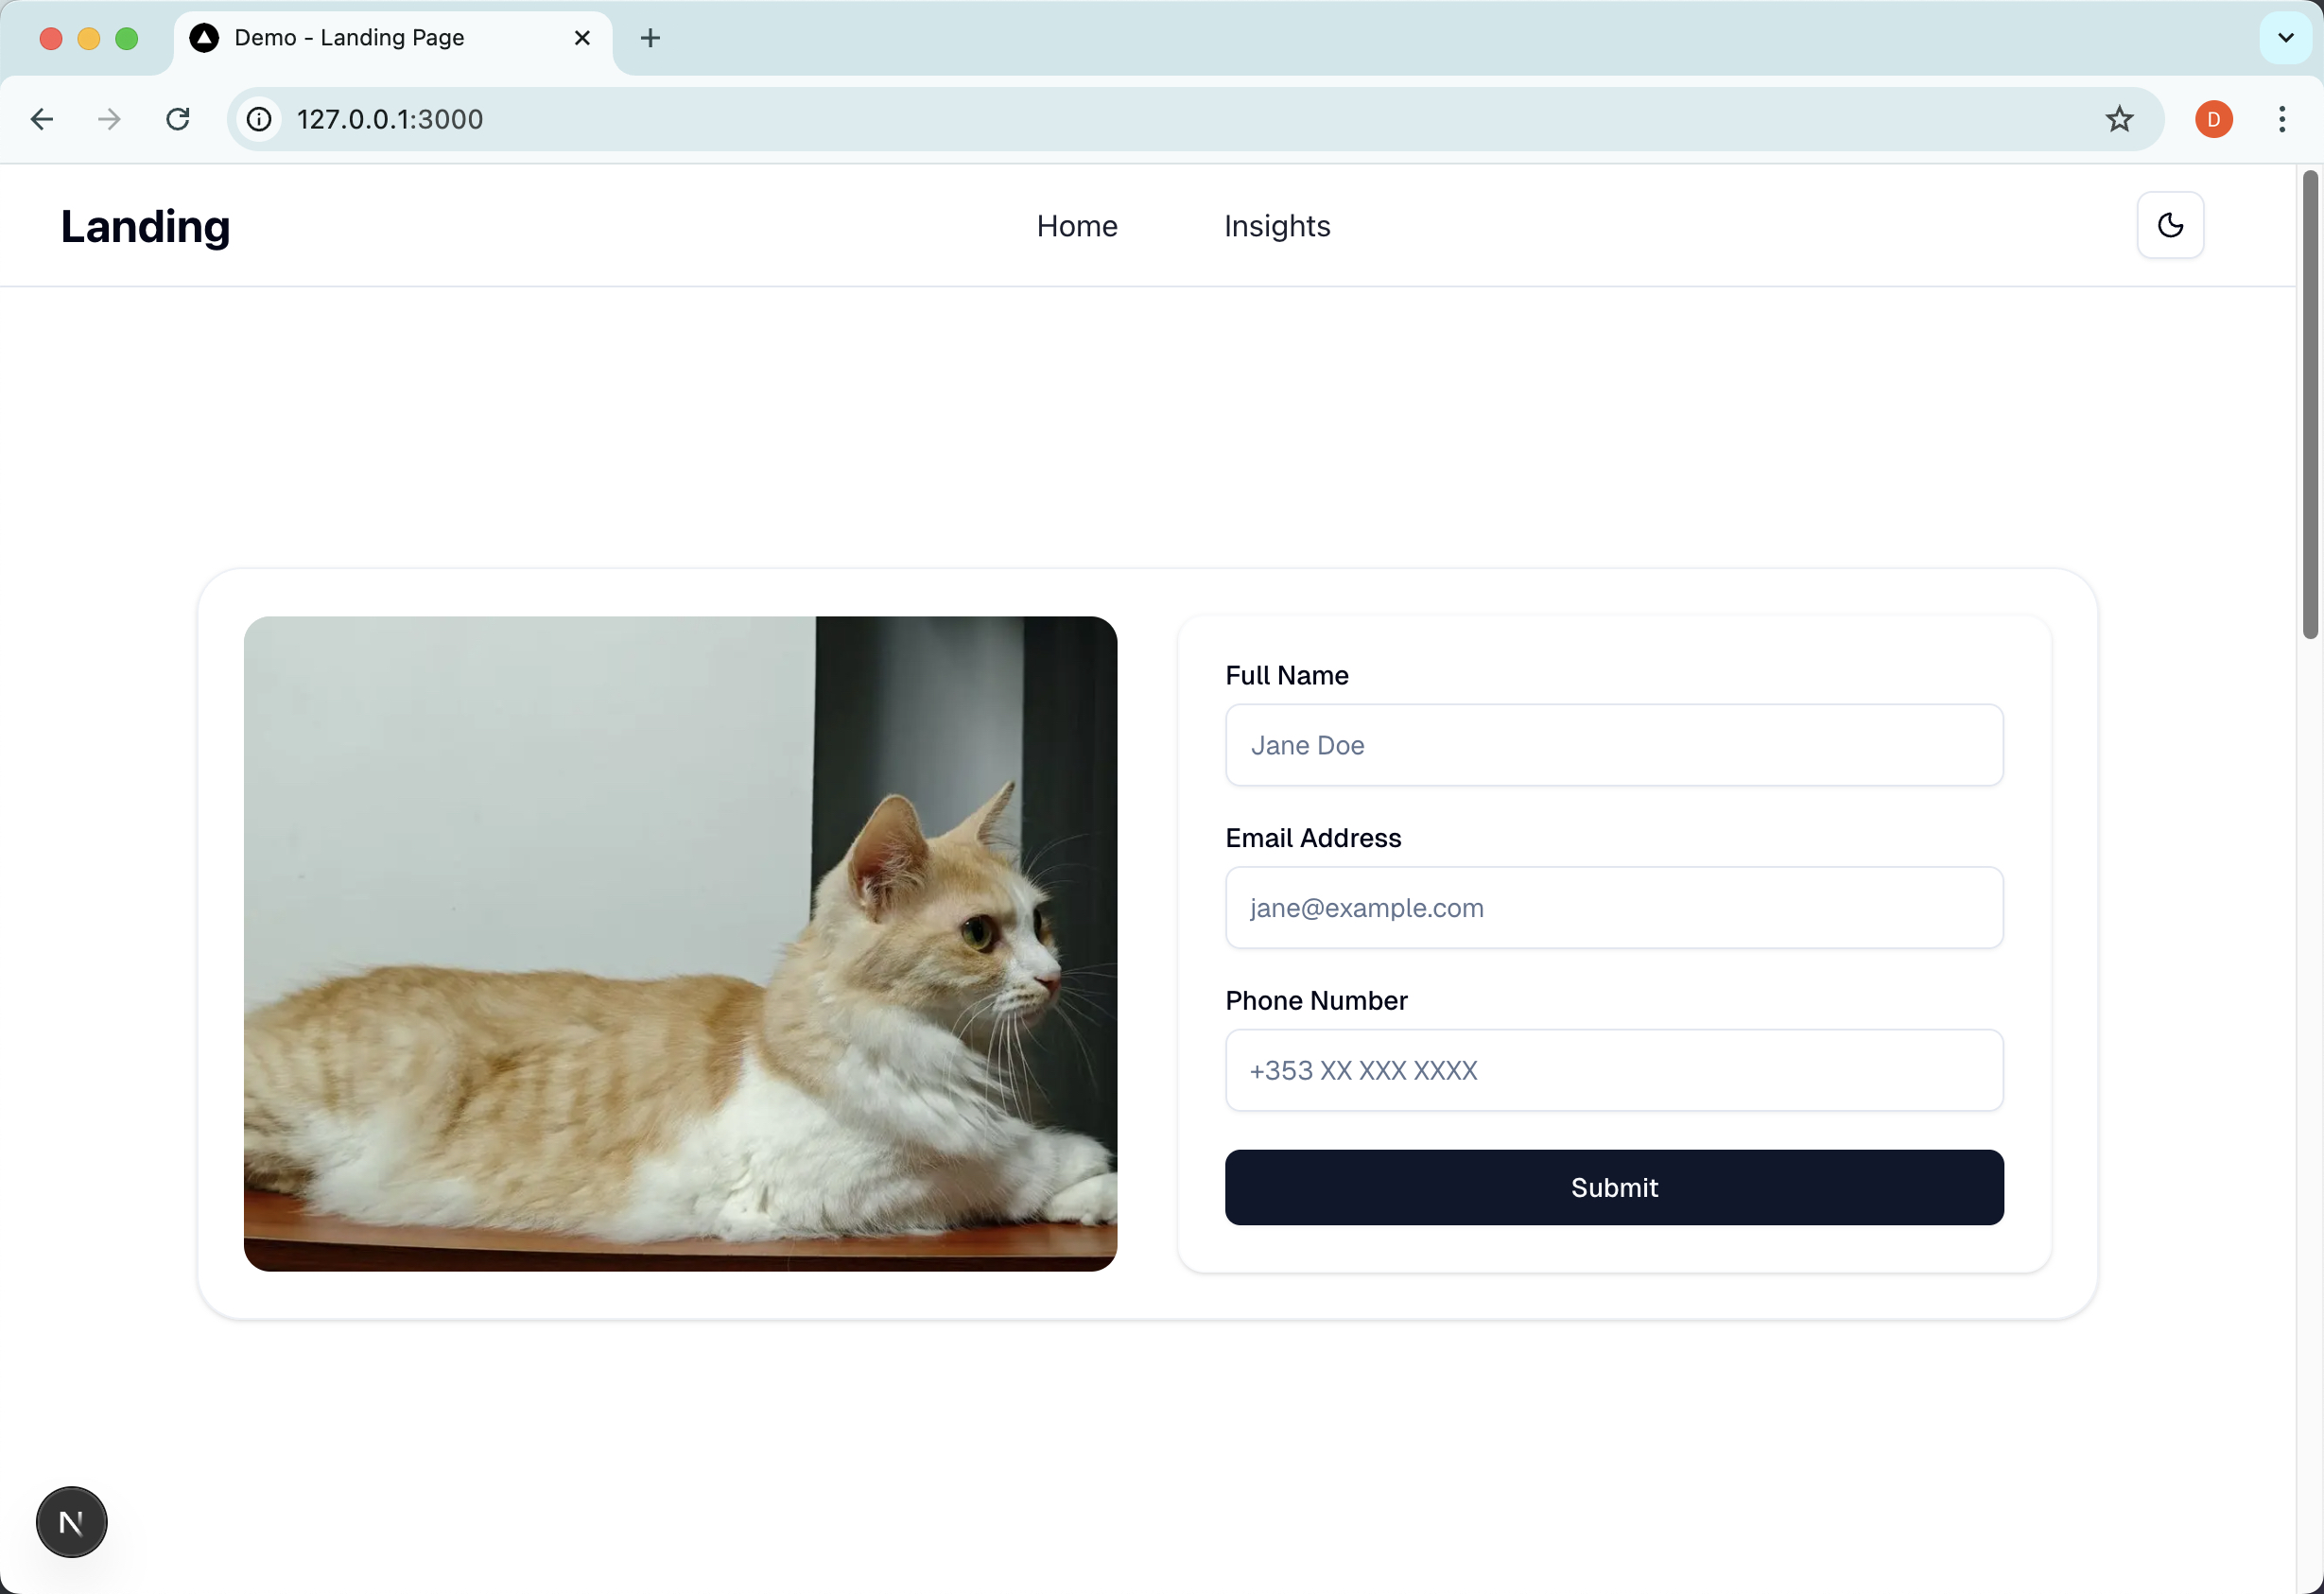 Demo - Landing Page
127.0.0.1:3000
D
Landing
Home
Insights
Full Name
Jane Doe
Email Address
jane@example.com
Phone Number
+353 XX XXX XXXX
Submit
N